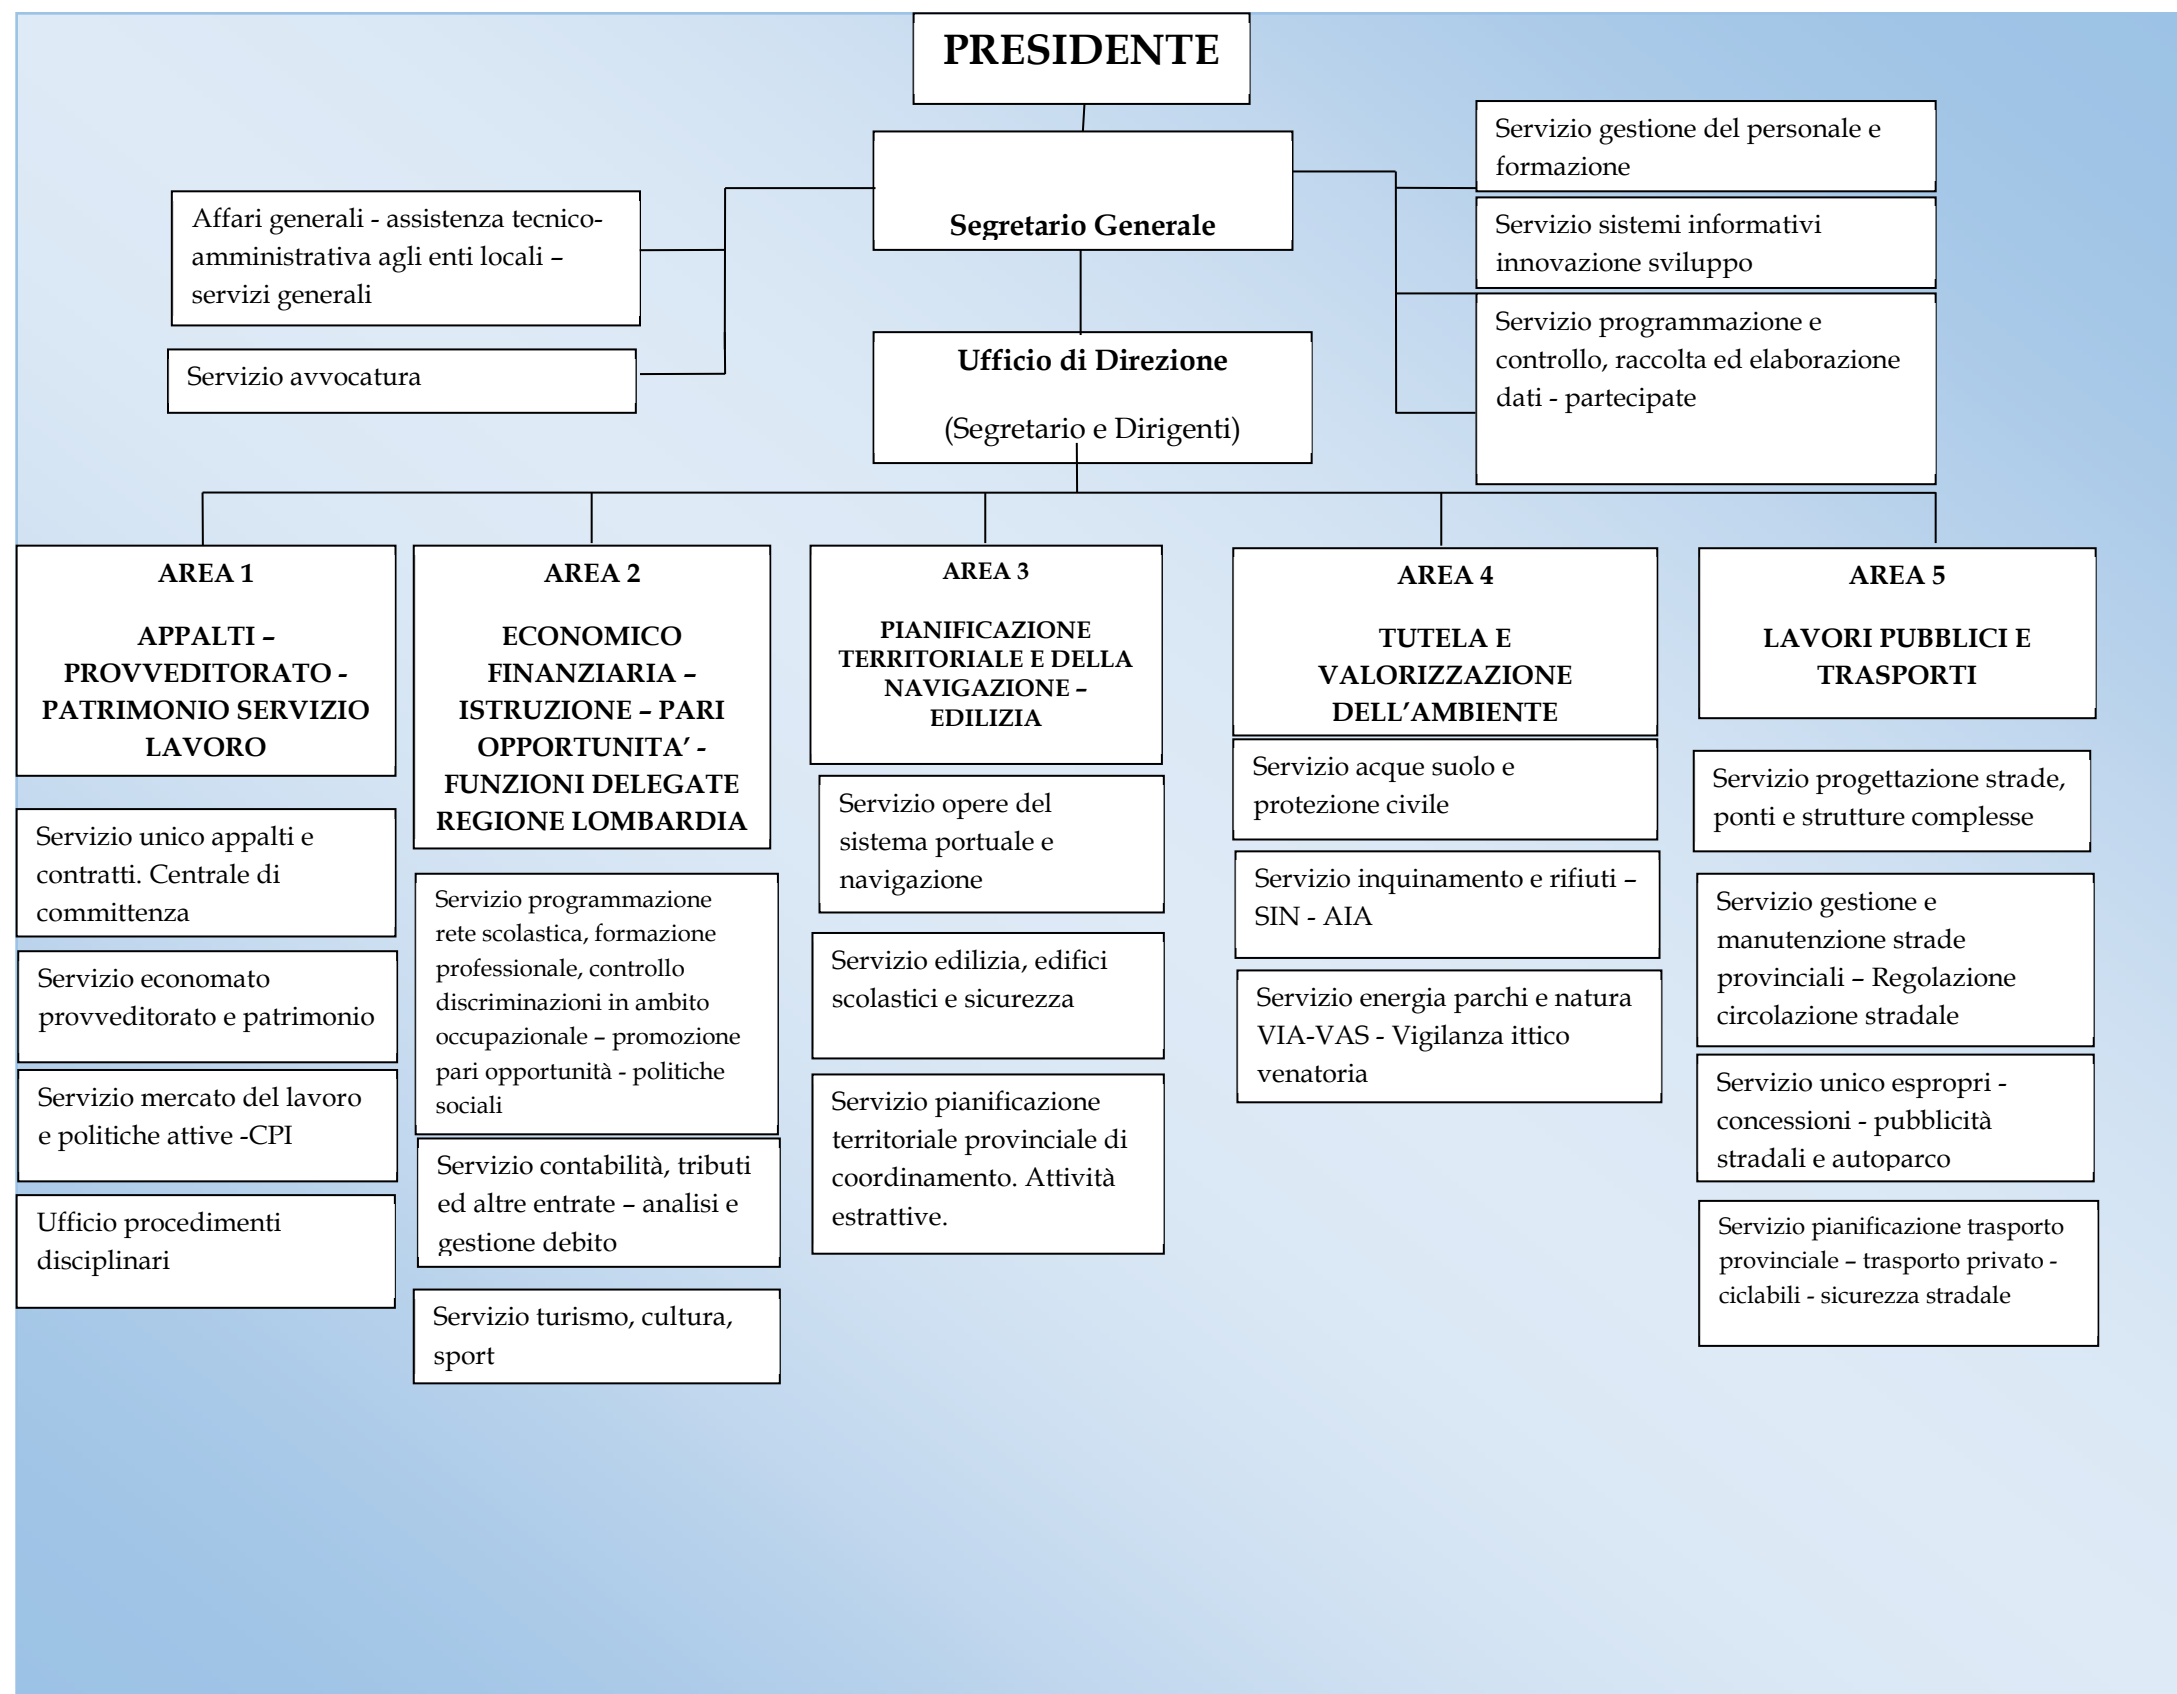 PRESIDENTE
Segretario Generale
Affari generali - assistenza tecnico-
amministrativa agli enti locali –
servizi generali
Servizio avvocatura
Servizio gestione del personale e
formazione
Servizio sistemi informativi
innovazione sviluppo
Servizio programmazione e
controllo, raccolta ed elaborazione
dati - partecipate
Ufficio di Direzione
(Segretario e Dirigenti)
AREA 1
APPALTI –
PROVVEDITORATO -
PATRIMONIO SERVIZIO
LAVORO
Servizio unico appalti e
contratti. Centrale di
committenza
Servizio economato
provveditorato e patrimonio
Servizio mercato del lavoro
e politiche attive -CPI
Ufficio procedimenti
disciplinari
AREA 2
ECONOMICO
FINANZIARIA –
ISTRUZIONE – PARI
OPPORTUNITA’ -
FUNZIONI DELEGATE
REGIONE LOMBARDIA
Servizio programmazione
rete scolastica, formazione
professionale, controllo
discriminazioni in ambito
occupazionale – promozione
pari opportunità - politiche
sociali
Servizio contabilità, tributi
ed altre entrate – analisi e
gestione debito
Servizio turismo, cultura,
sport
AREA 3
PIANIFICAZIONE
TERRITORIALE E DELLA
NAVIGAZIONE –
EDILIZIA
Servizio opere del
sistema portuale e
navigazione
Servizio edilizia, edifici
scolastici e sicurezza
Servizio pianificazione
territoriale provinciale di
coordinamento. Attività
estrattive.
AREA 4
TUTELA E
VALORIZZAZIONE
DELL’AMBIENTE
Servizio acque suolo e
protezione civile
Servizio inquinamento e rifiuti –
SIN - AIA
Servizio energia parchi e natura
VIA-VAS - Vigilanza ittico
venatoria
AREA 5
LAVORI PUBBLICI E
TRASPORTI
Servizio progettazione strade,
ponti e strutture complesse
Servizio gestione e
manutenzione strade
provinciali – Regolazione
circolazione stradale
Servizio unico espropri -
concessioni - pubblicità
stradali e autoparco
Servizio pianificazione trasporto
provinciale – trasporto privato -
ciclabili - sicurezza stradale